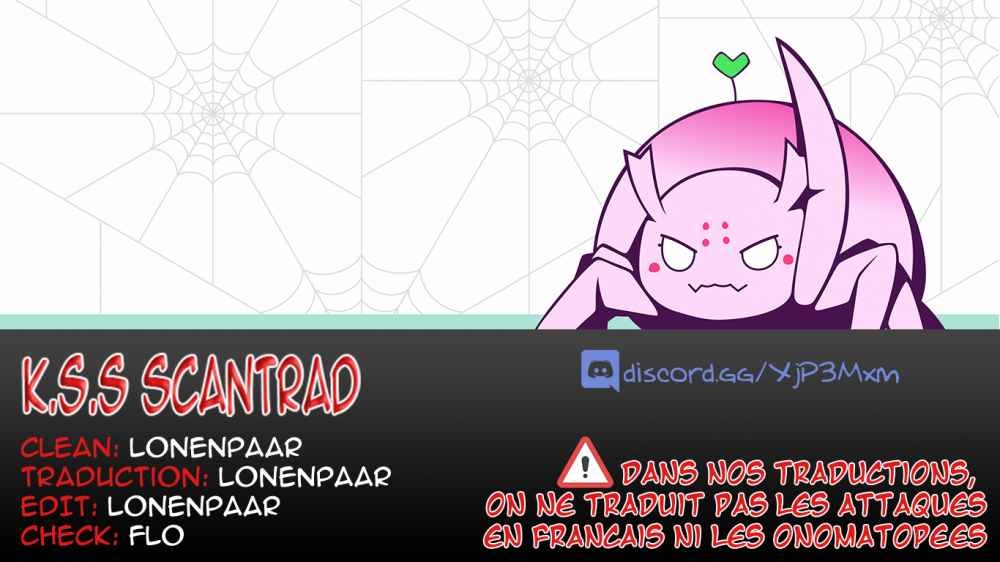 K.S.S SCANTRAD
CLEAN: LONENPAAR
TRADUCTION: LONENPAAR
EDIT: LONENPAAR
CHECK: FLO
discord.gg/XjP3Mxm
! DANS NOS TRADUCTIONS,
ON NE TRADUIT PAS LES ATTAQUES
EN FRANCAIS NI LES ONOMATOPEES